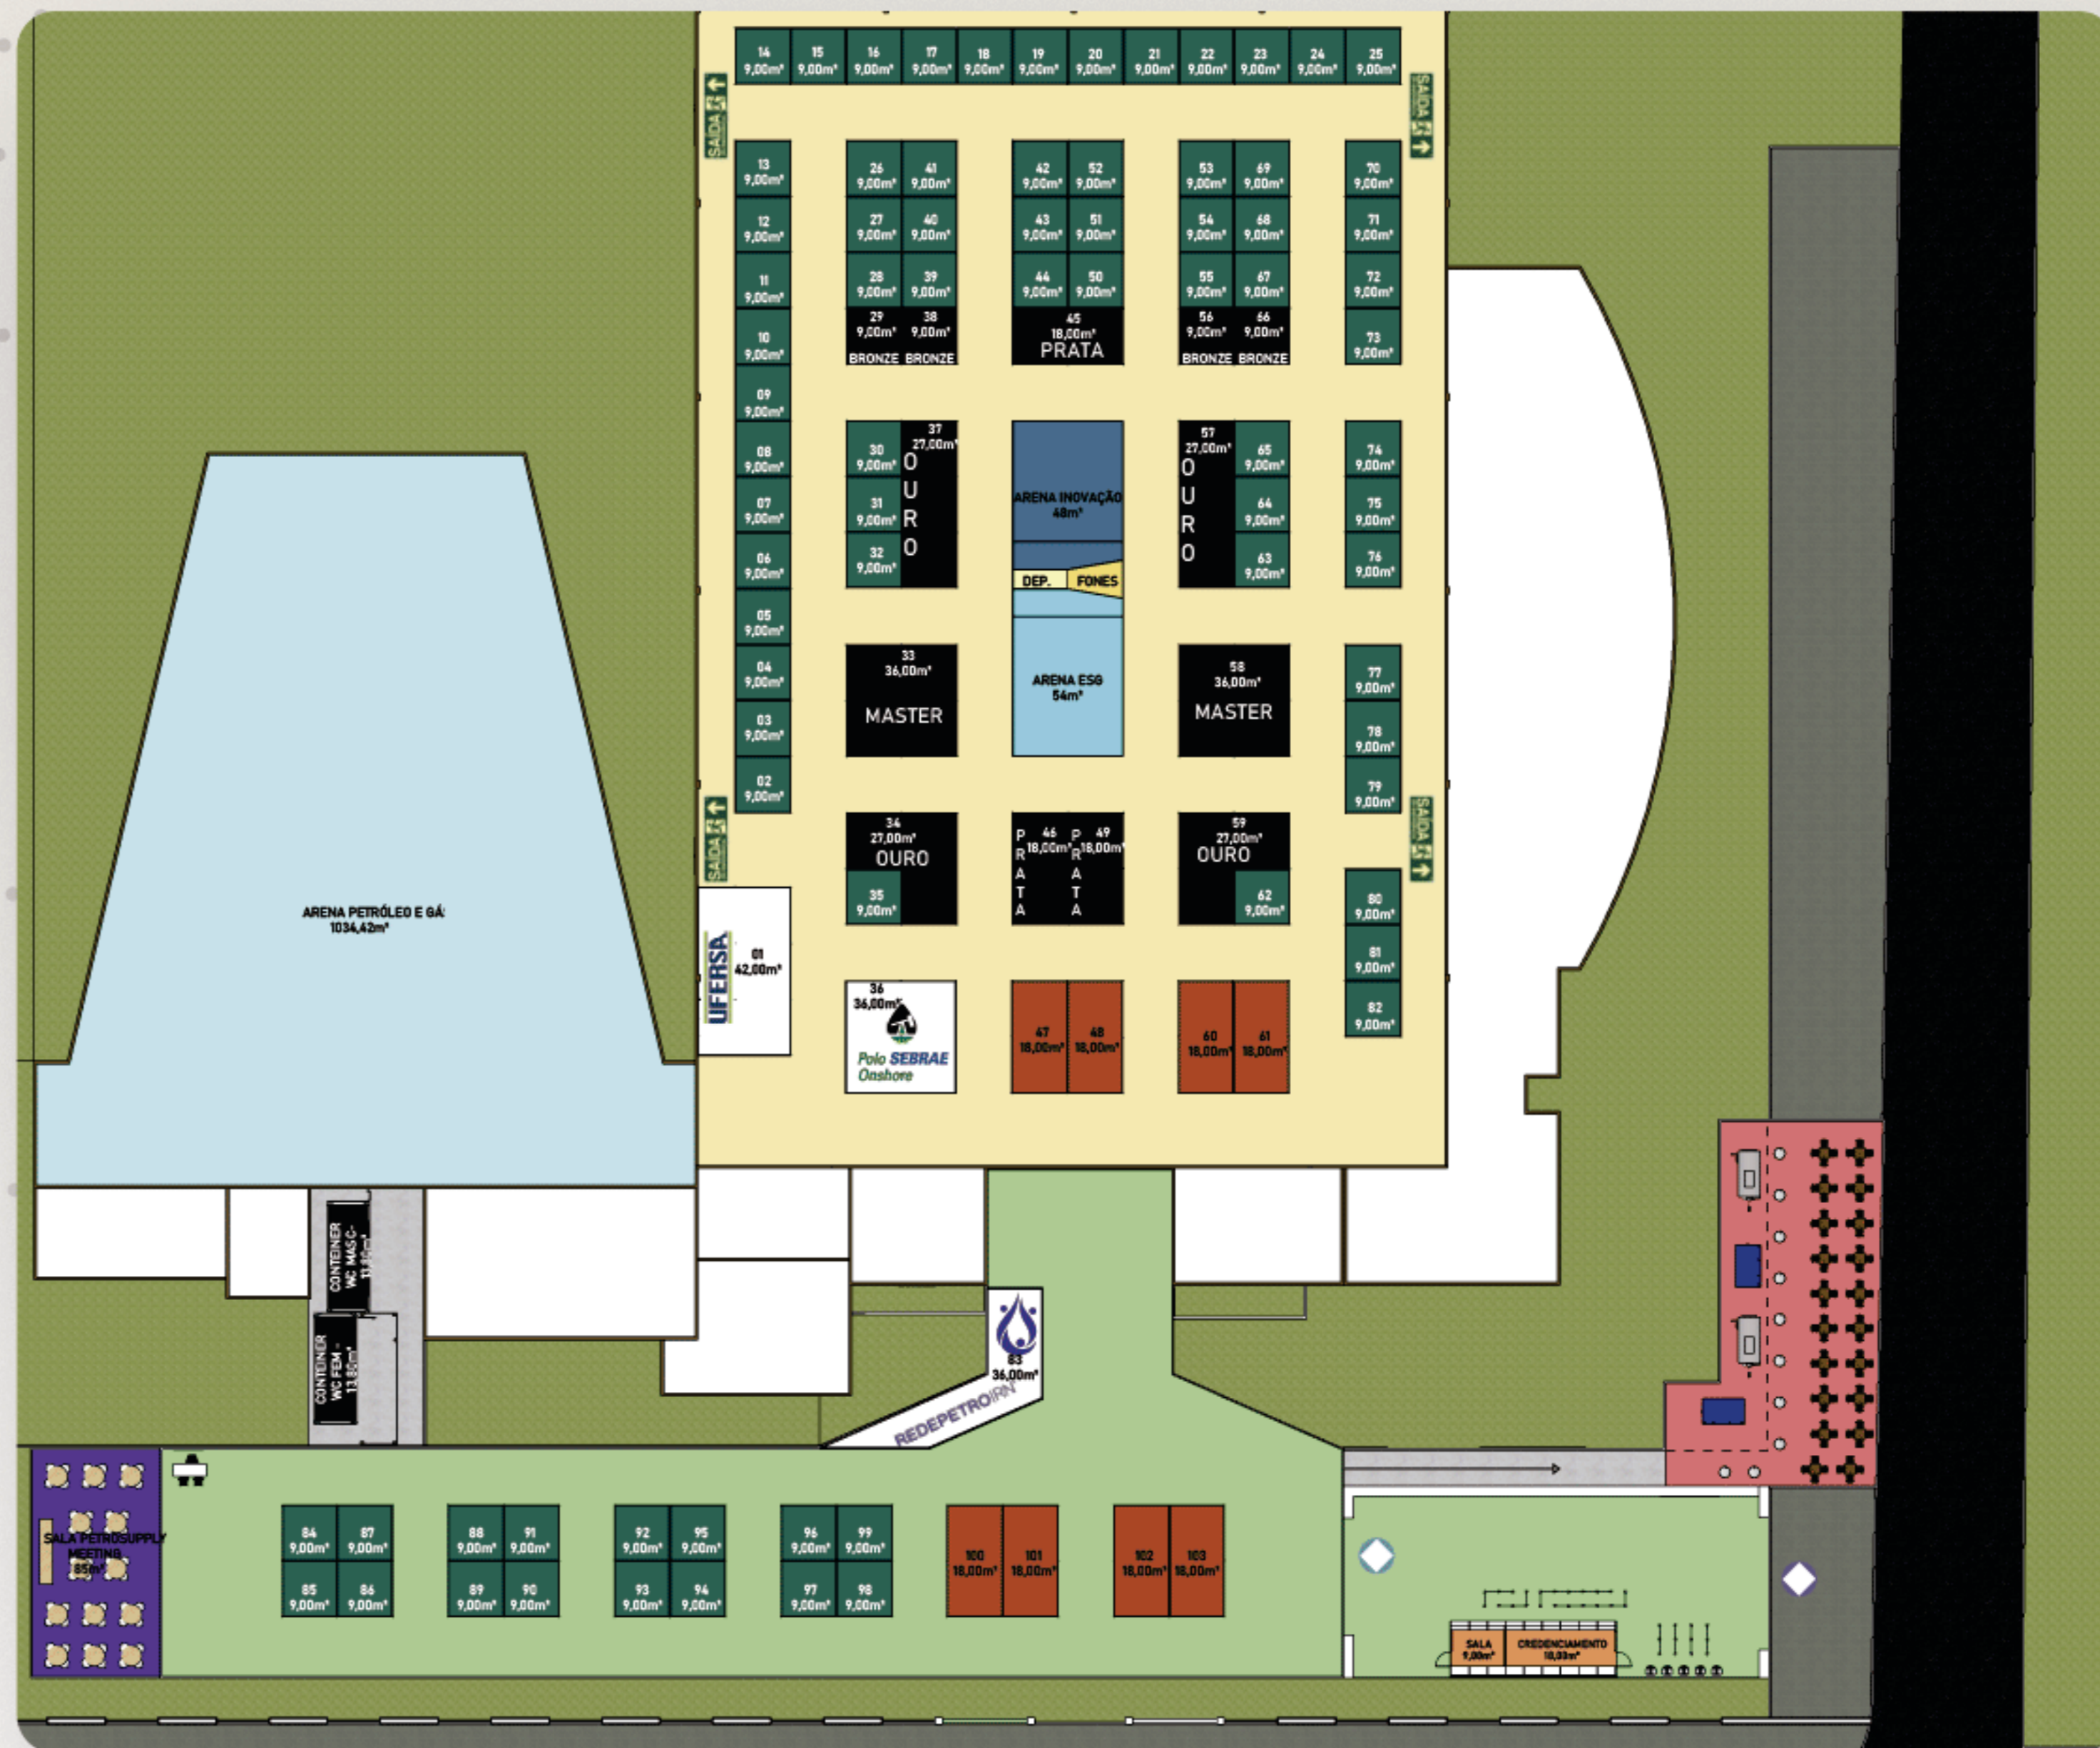 14
9,00m²
15
9,00m²
16
9,00m²
17
9,00m²
18
9,00m²
19
9,00m²
20
9,00m²
21
9,00m²
22
9,00m²
23
9,00m²
24
9,00m²
25
9,00m²
SAÍDA
SAÍDA
13
9,00m²
26
9,00m²
41
9,00m²
42
9,00m²
52
9,00m²
53
9,00m²
69
9,00m²
70
9,00m²
12
9,00m²
27
9,00m²
40
9,00m²
43
9,00m²
51
9,00m²
54
9,00m²
68
9,00m²
71
9,00m²
11
9,00m²
28
9,00m²
39
9,00m²
44
9,00m²
50
9,00m²
55
9,00m²
67
9,00m²
72
9,00m²
10
9,00m²
29
9,00m²
BRONZE
38
9,00m²
BRONZE
45
18,00m²
PRATA
56
9,00m²
BRONZE
66
9,00m²
BRONZE
73
9,00m²
09
9,00m²
08
9,00m²
30
9,00m²
37
27,00m²
OURO
57
27,00m²
OURO
65
9,00m²
74
9,00m²
07
9,00m²
31
9,00m²
ARENA INOVAÇÃO
48m²
64
9,00m²
75
9,00m²
06
9,00m²
32
9,00m²
63
9,00m²
76
9,00m²
DEP.
FONES
05
9,00m²
04
9,00m²
33
36,00m²
MASTER
ARENA ESG
54m²
58
36,00m²
MASTER
77
9,00m²
03
9,00m²
78
9,00m²
02
9,00m²
79
9,00m²
SAÍDA
SAÍDA
34
27,00m²
OURO
46
18,00m²
PRATA
49
18,00m²
PRATA
59
27,00m²
OURO
35
9,00m²
62
9,00m²
80
9,00m²
ARENA PETRÓLEO E GÁ
1034,42m²
UFERSA
01
42,00m²
81
9,00m²
36
36,00m²
Polo SEBRAE
Onshore
47
18,00m²
48
18,00m²
60
18,00m²
61
18,00m²
82
9,00m²
CONTEINER
WC MASC-
CONTEINER
WC FEM -
13,80m²
83
36,00m²
REDEPETROIRN
SALA PETROSUPPLY
MEETING
85m²
84
9,00m²
87
9,00m²
88
9,00m²
91
9,00m²
92
9,00m²
95
9,00m²
96
9,00m²
99
9,00m²
100
18,00m²
101
18,00m²
102
18,00m²
103
18,00m²
85
9,00m²
86
9,00m²
89
9,00m²
90
9,00m²
93
9,00m²
94
9,00m²
97
9,00m²
98
9,00m²
SALA
9,00m²
CREDENCIAMENTO
18,00m²